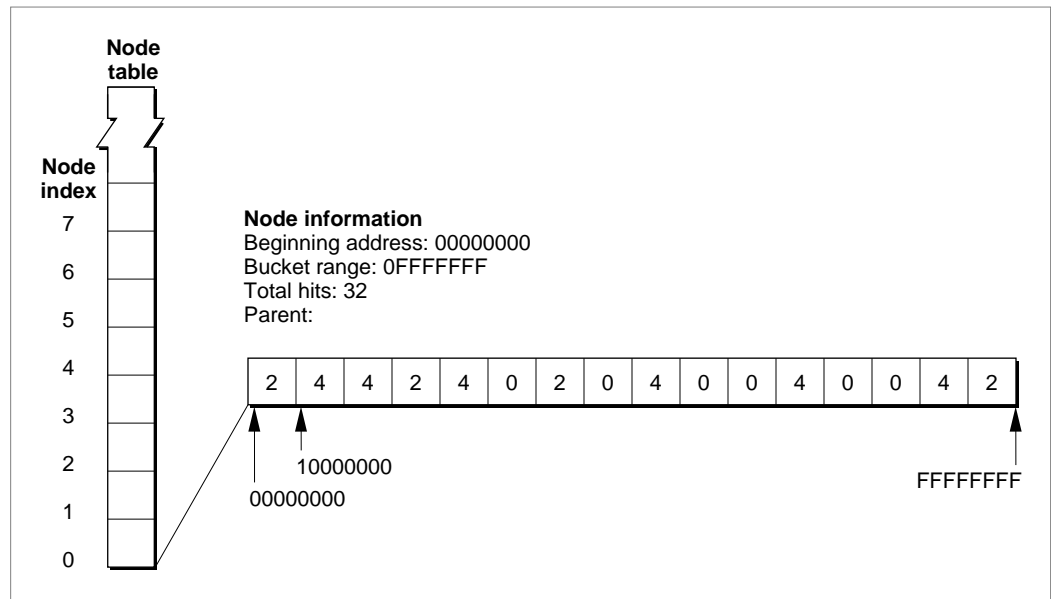 Node
table
Node
index
7
6
5
4
3
2
1
0
Node information
Beginning address: 00000000
Bucket range: 0FFFFFFF
Total hits: 32
Parent:
2 4 4 2 4 0 2 0 4 0 0 4 0 0 4 2
10000000
00000000
FFFFFFFF